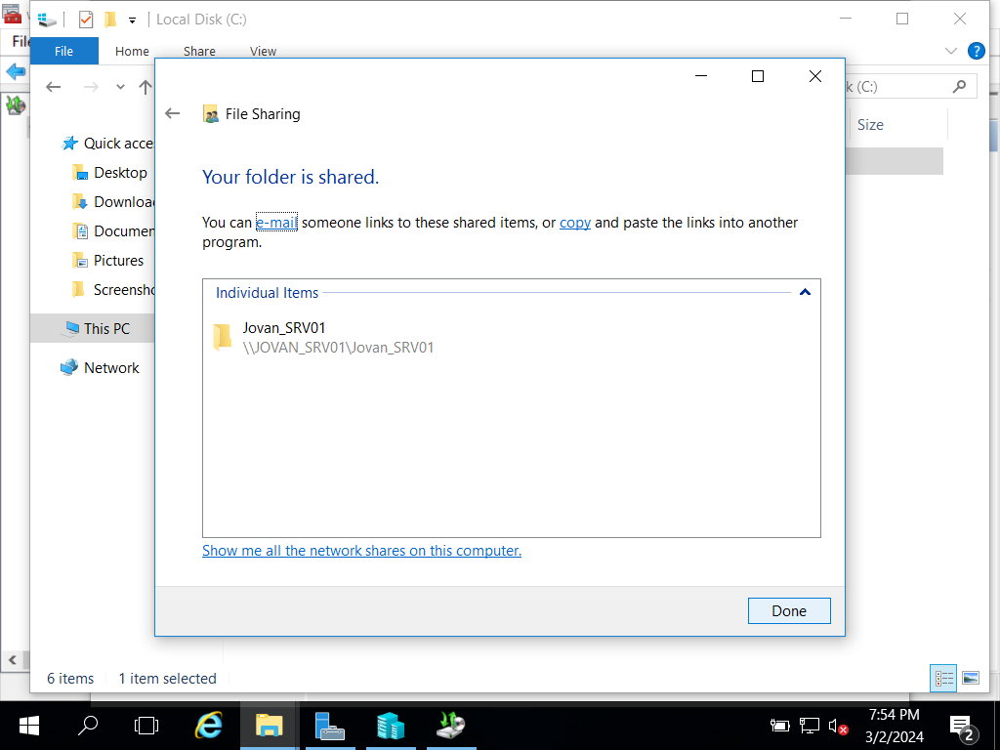 Local Disk (C:)
File
File
Home
Share
View
k (C:)
File Sharing
Size
Quick acce
Desktop
Downloa
Documen
Pictures
Screensho
This PC
Network
Your folder is shared.
You can e-mail someone links to these shared items, or copy and paste the links into another
program.
Individual Items
Jovan_SRV01
\\JOVAN_SRV01\Jovan_SRV01
Show me all the network shares on this computer.
Done
6 items
1 item selected
7:54 PM
3/2/2024
2